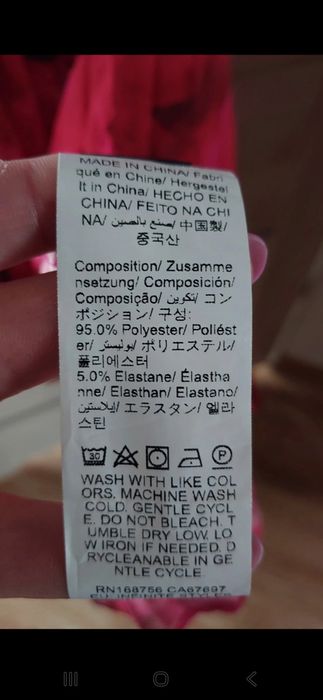 MADE IN CHINA/ Fabri
qué en Chine/ Hergestel
lt in China/ HECHO EN
CHINA/ FEITO NA CHI
NA/ صنع بالصين/ 中国製/
중국산
Composition/ Zusamme
nsetzung/ Composición/
Composição/ تكوين/ コン
ポジション/ 구성:
95.0% Polyester/ Poliést
er/ بوليستر/ ポリエステル/
폴리에스터
5.0% Elastane/ Élastha
nne/ Elasthan/ Elastano/
إيلاستين/ エラスタン/ 엘라
스틴
30 P
WASH WITH LIKE COL
ORS. MACHINE WASH
COLD. GENTLE CYCL
E. DO NOT BLEACH. T
UMBLE DRY LOW. LO
W IRON IF NEEDED. D
RYCLEANABLE IN GE
NTLE CYCLE.
RN168756 CA67697
EU: INFINITE STYLES